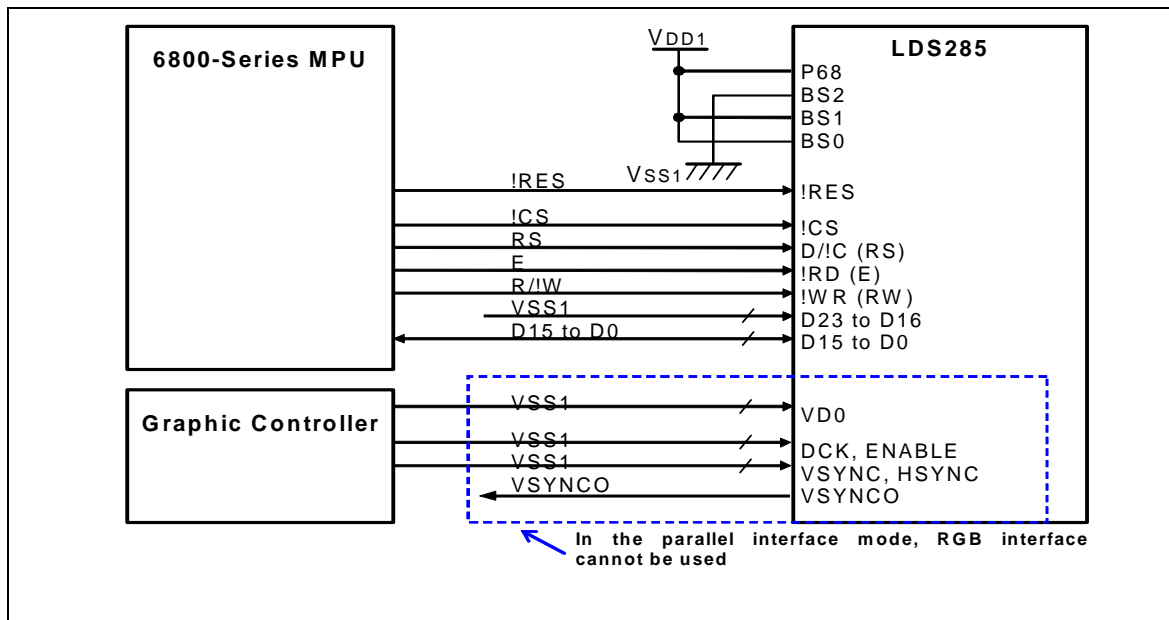 6800-Series MPU
VDD1
LDS285
P68
BS2
BS1
BS0
VSS1
!RES
!RES
!CS
!CS
RS
D/!C (RS)
E
!RD (E)
R/!W
!WR (RW)
VSS1
D23 to D16
D15 to D0
D15 to D0
Graphic Controller
VSS1
VD0
VSS1
DCK, ENABLE
VSS1
VSYNC, HSYNC
VSYNCO
VSYNCO
In the parallel interface mode, RGB interface
cannot be used